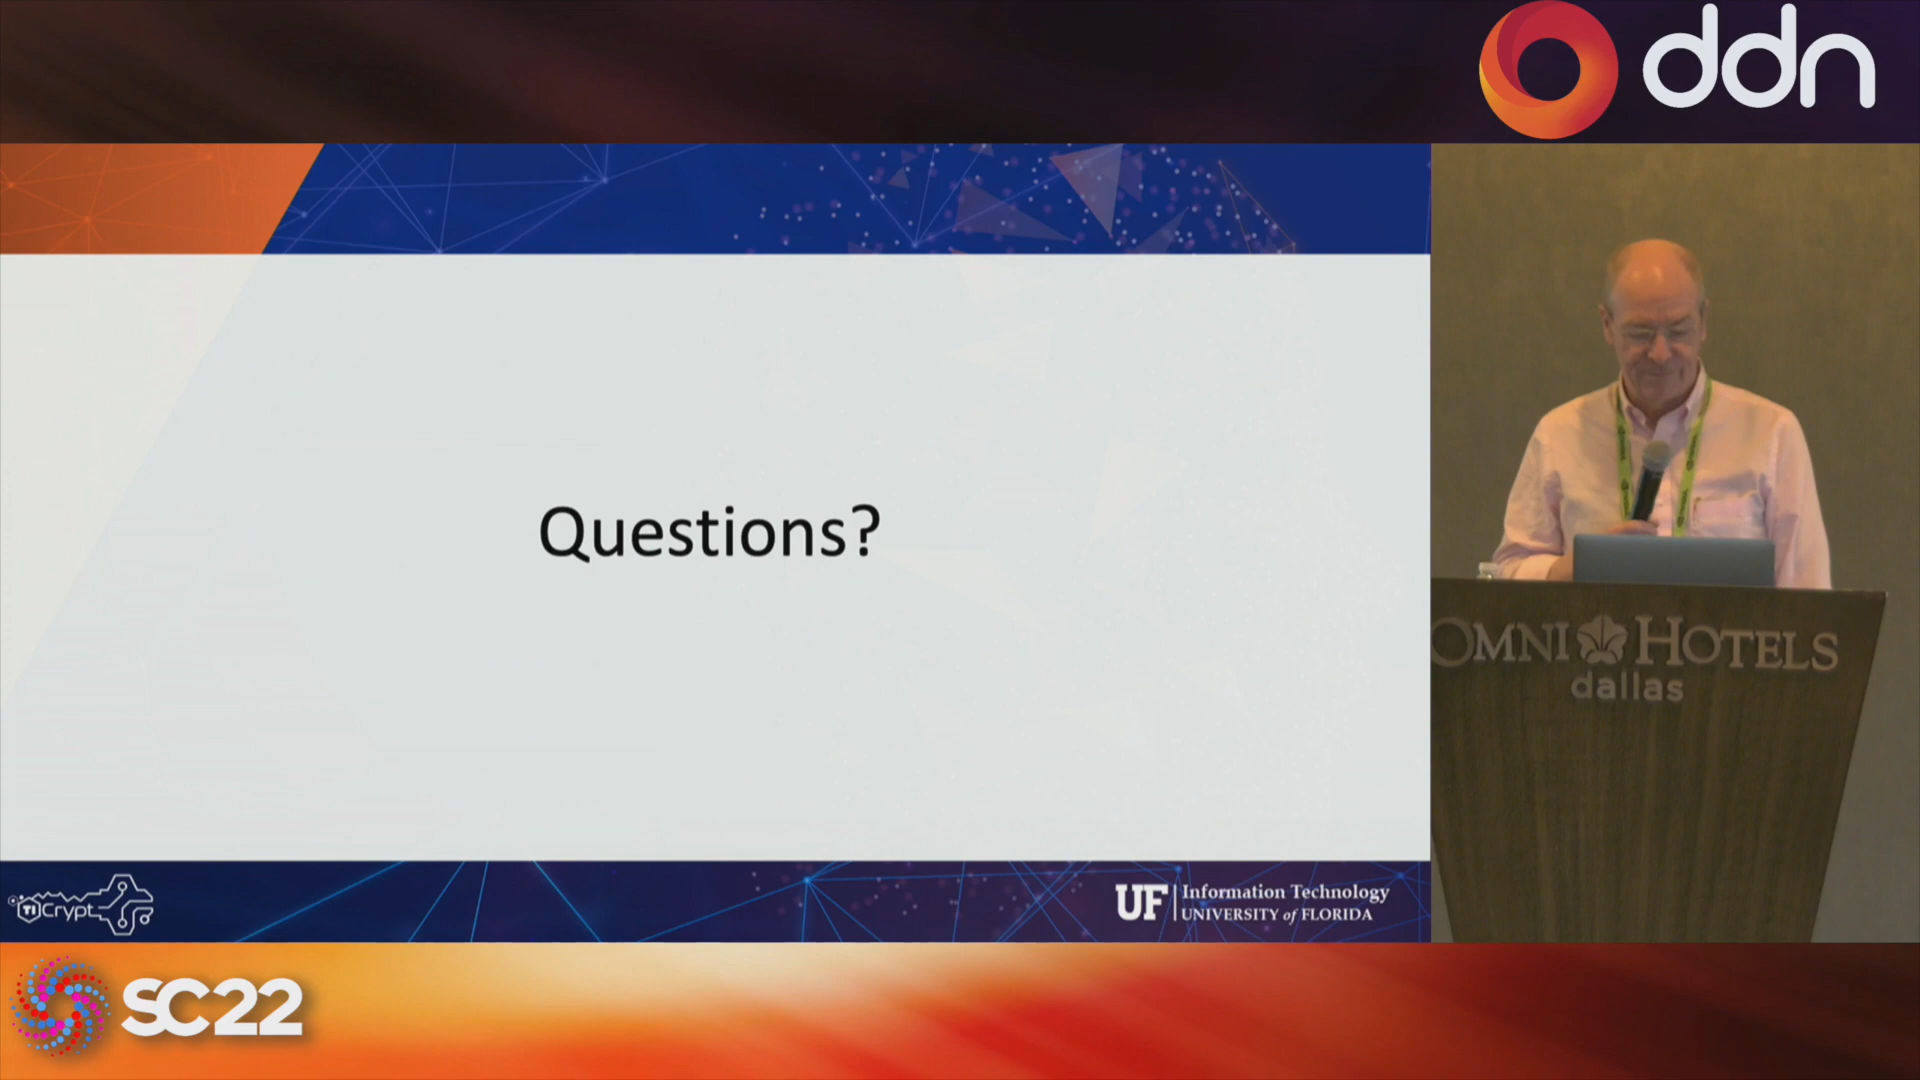 ddn
Questions?
TiCrypt
UF Information Technology
UNIVERSITY of FLORIDA
OMNI HOTELS
dallas
SC22